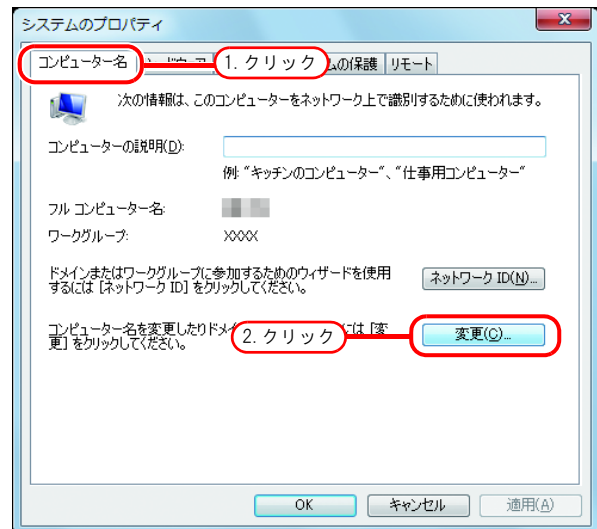 システムのプロパティ
コンピューター名
1. クリック
の保護
リモート
次の情報は、このコンピューターをネットワーク上で識別するために使われます。
コンピューターの説明(D):
例: “キッチンのコンピューター“、“仕事用コンピューター“
フル コンピューター名:
ワークグループ: XXXX
ドメインまたはワークグループに参加するためのウィザードを使用
するには [ネットワーク ID] をクリックしてください。
ネットワーク ID(N)...
コンピューター名を変更したりドメイ
には [変
更] をクリックしてください。
2. クリック
変更(C)...
OK
キャンセル
適用(A)